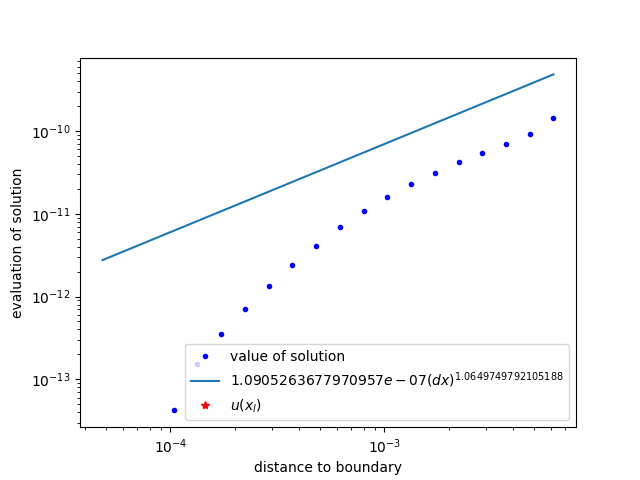 evaluation of solution
10⁻¹⁰
10⁻¹¹
10⁻¹²
10⁻¹³
value of solution
1.0905263677970957e − 07(dx)^1.0649749792105188
u(x_l)
10⁻⁴ 10⁻³
distance to boundary